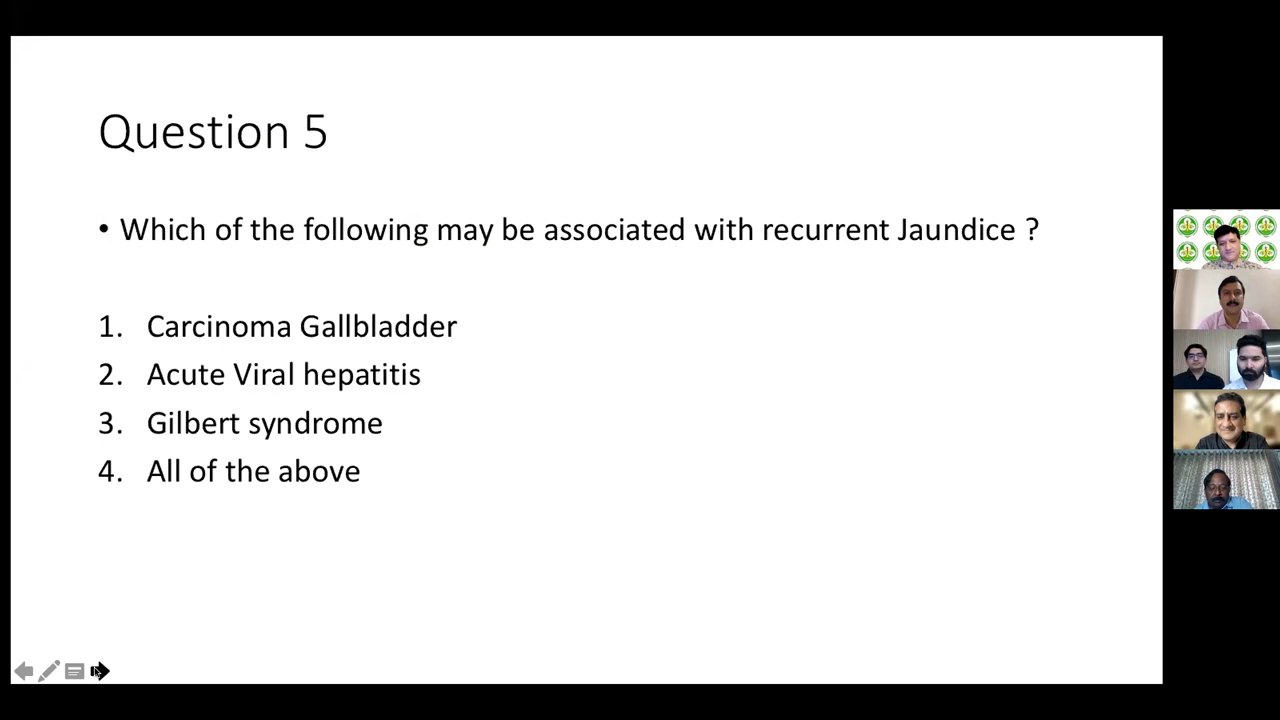 Question 5
• Which of the following may be associated with recurrent Jaundice ?
1. Carcinoma Gallbladder
2. Acute Viral hepatitis
3. Gilbert syndrome
4. All of the above